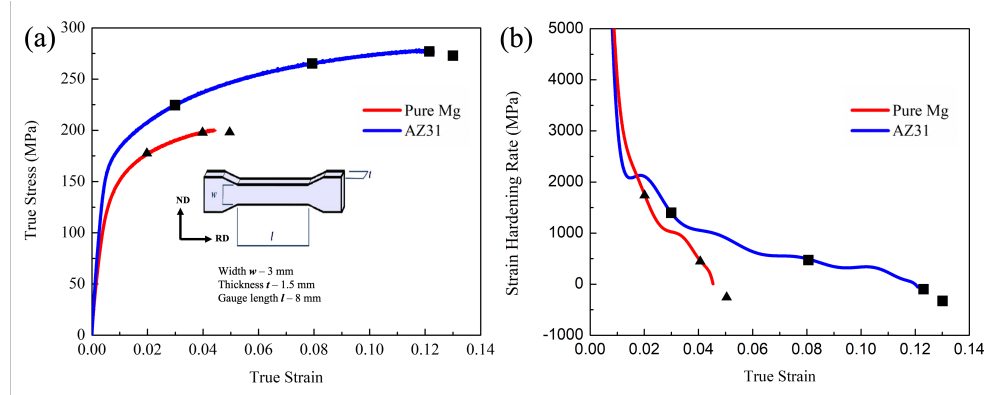 (a)
300
250
200
150
100
50
0
True Stress (MPa)
0.00 0.02 0.04 0.06 0.08 0.10 0.12 0.14
True Strain
Pure Mg
AZ31
t
w
l
ND
RD
Width w – 3 mm
Thickness t – 1.5 mm
Gauge length l – 8 mm
(b)
5000
4000
3000
2000
1000
0
-1000
Strain Hardening Rate (MPa)
0.00 0.02 0.04 0.06 0.08 0.10 0.12 0.14
True Strain
Pure Mg
AZ31